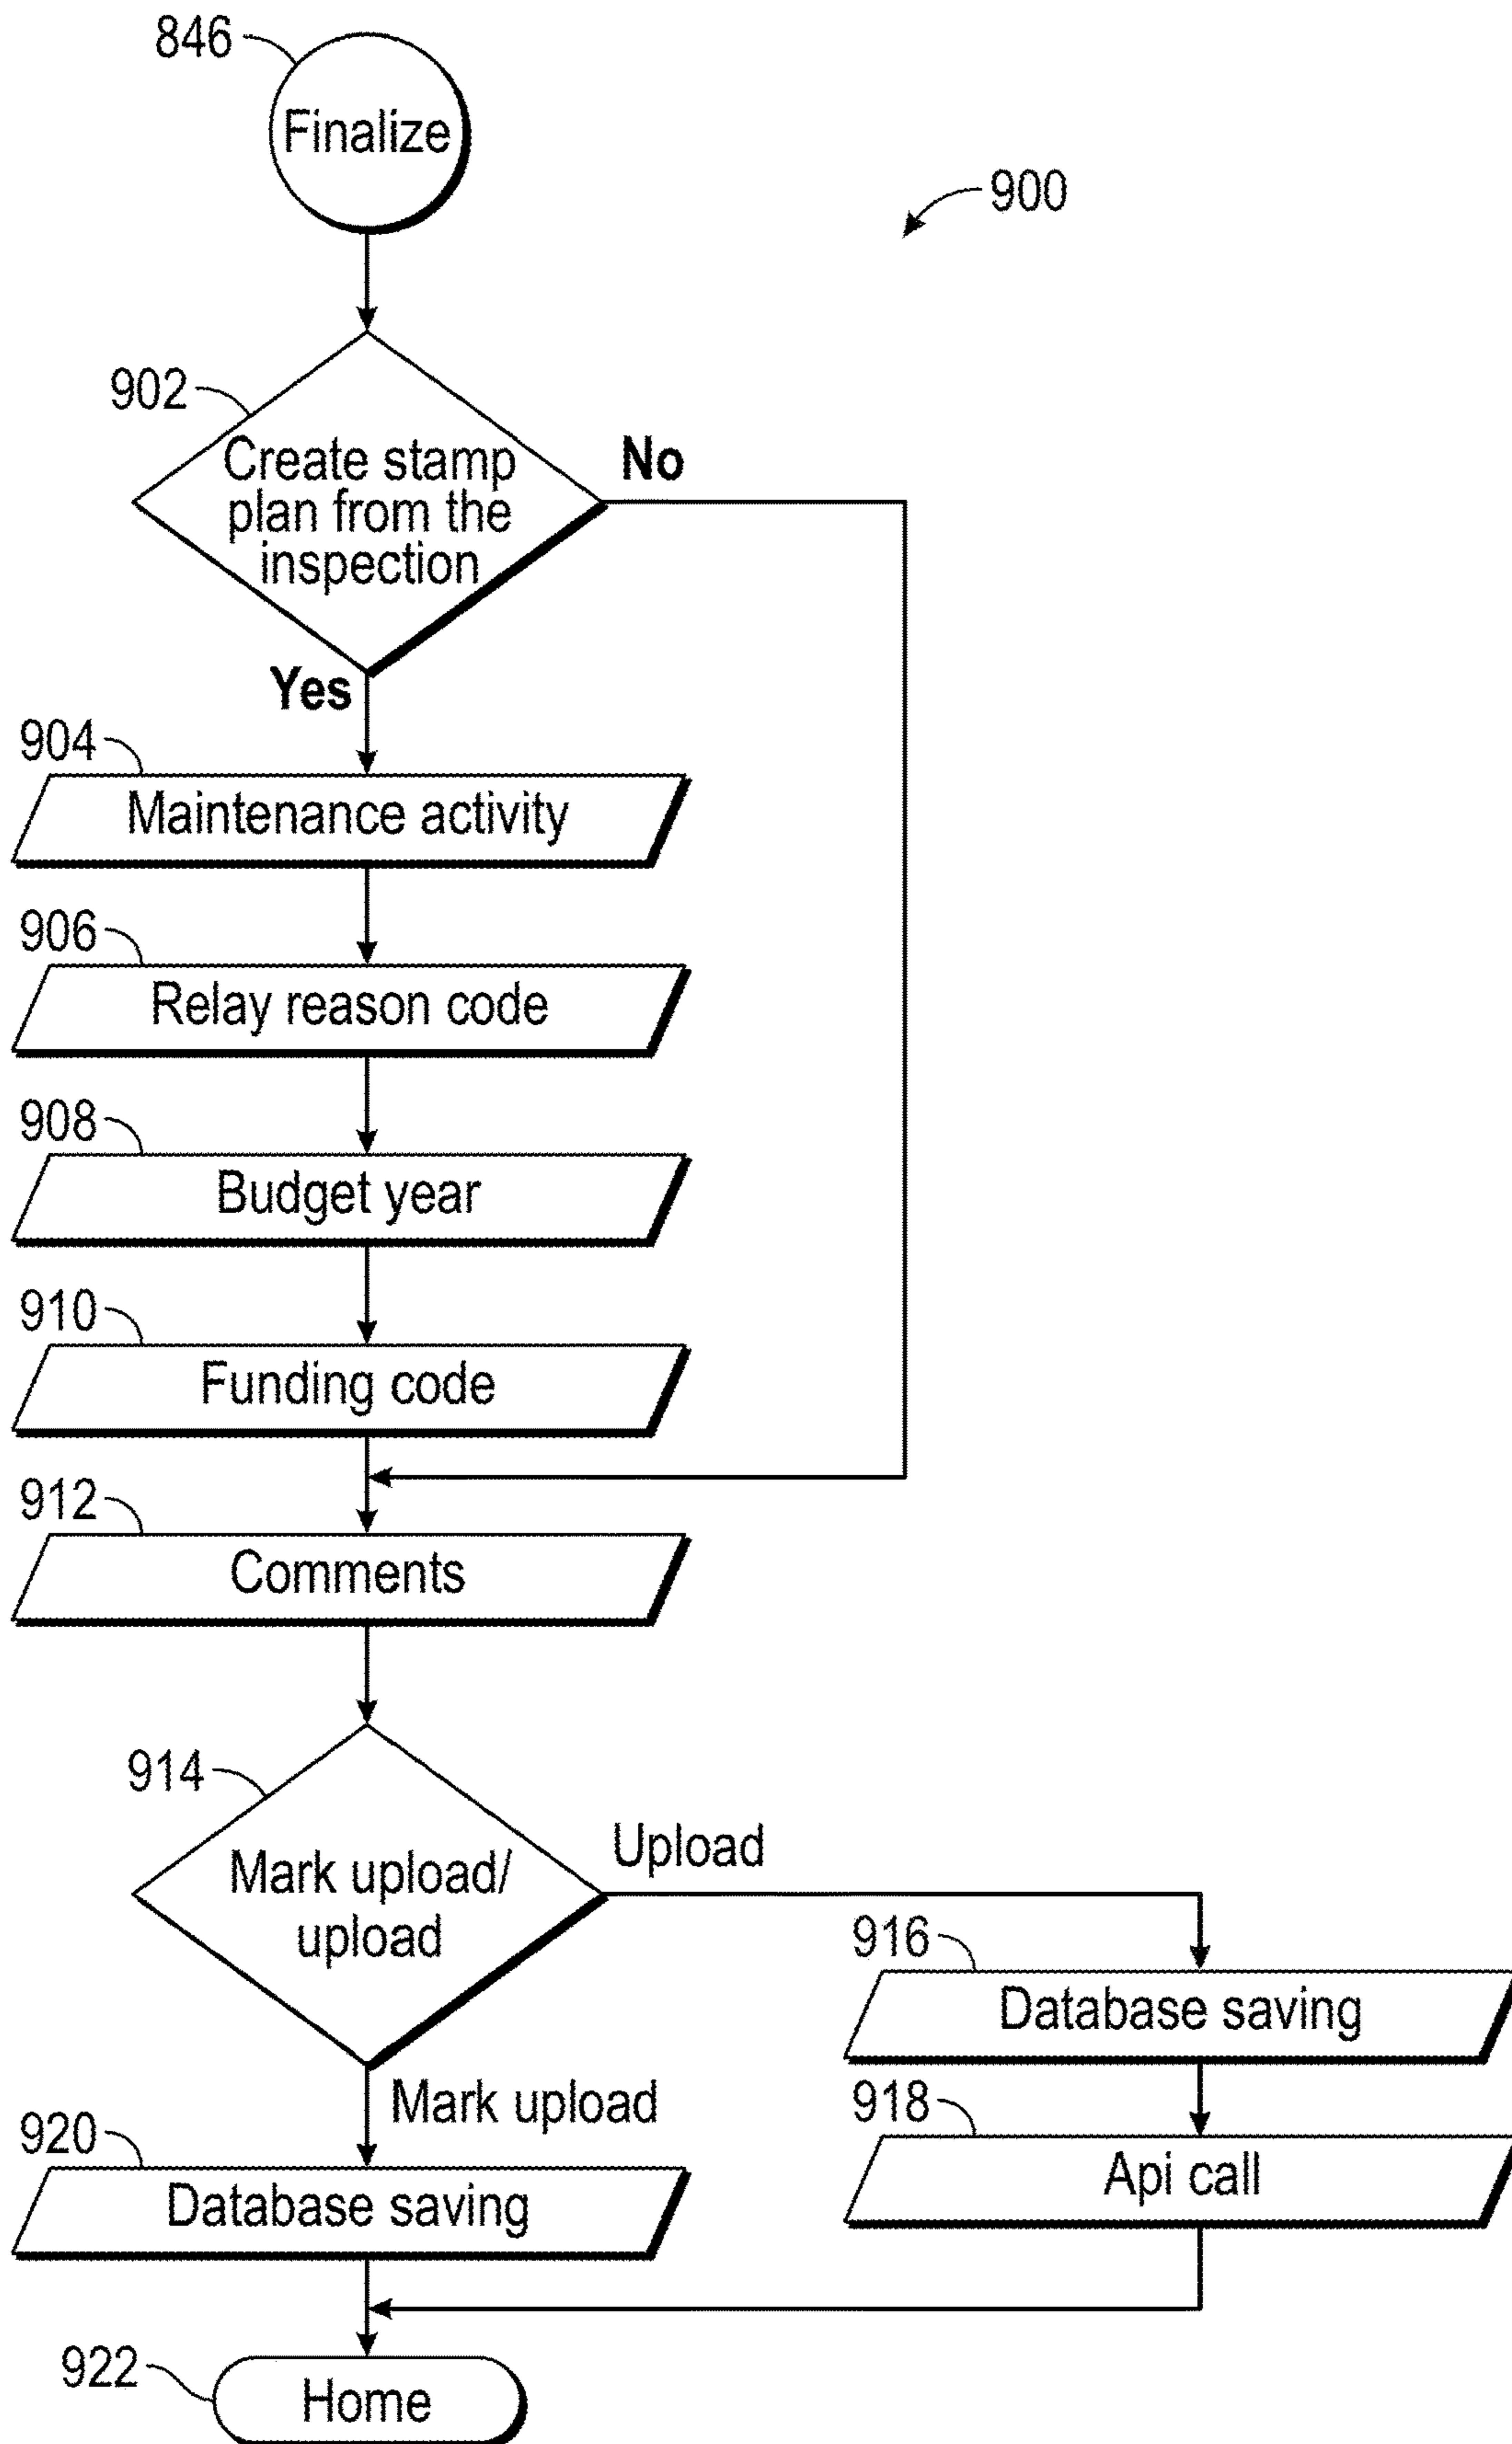 846
Finalize
900
902
Create stamp
plan from the
inspection
No
Yes
904
Maintenance activity
906
Relay reason code
908
Budget year
910
Funding code
912
Comments
914
Mark upload/
upload
Upload
916
Database saving
Mark upload
918
Api call
920
Database saving
922
Home